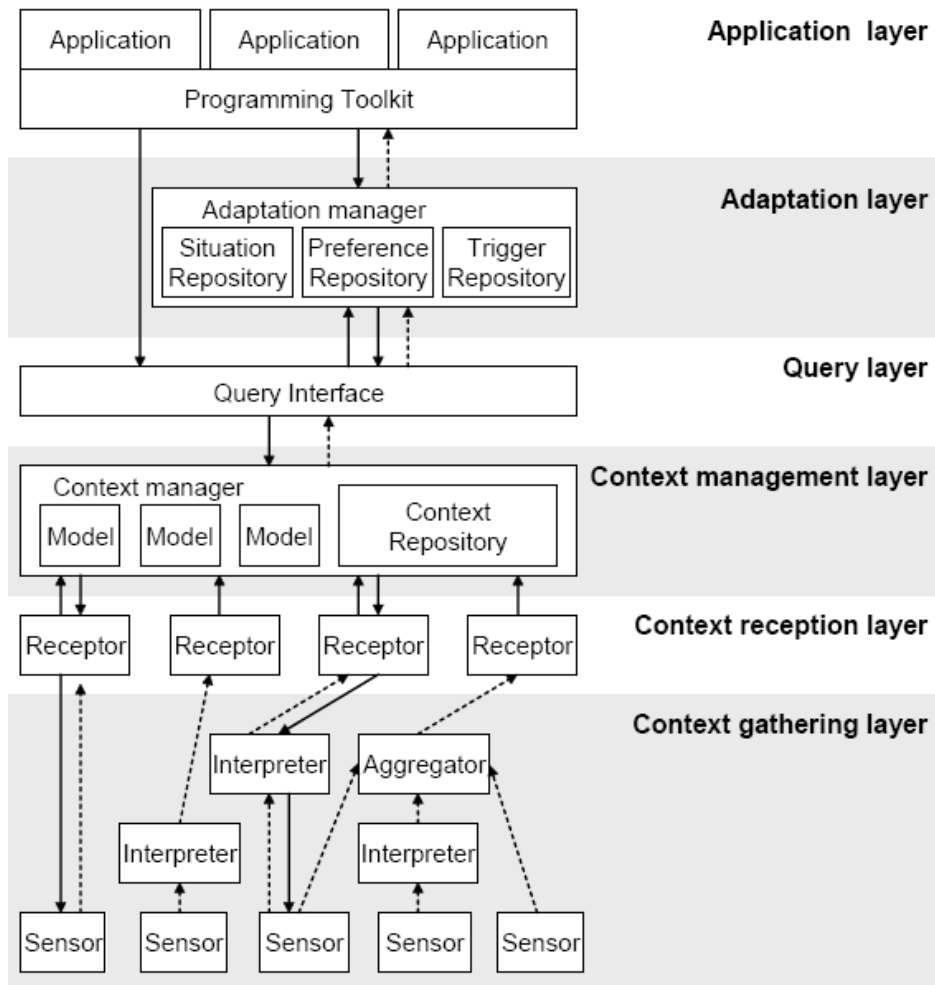 Application Application Application
Application layer
Programming Toolkit
Adaptation layer
Adaptation manager
Situation Repository
Preference Repository
Trigger Repository
Query layer
Query Interface
Context management layer
Context manager
Model Model Model
Context Repository
Context reception layer
Receptor Receptor Receptor Receptor
Context gathering layer
Interpreter Aggregator
Interpreter Interpreter
Sensor Sensor Sensor Sensor Sensor